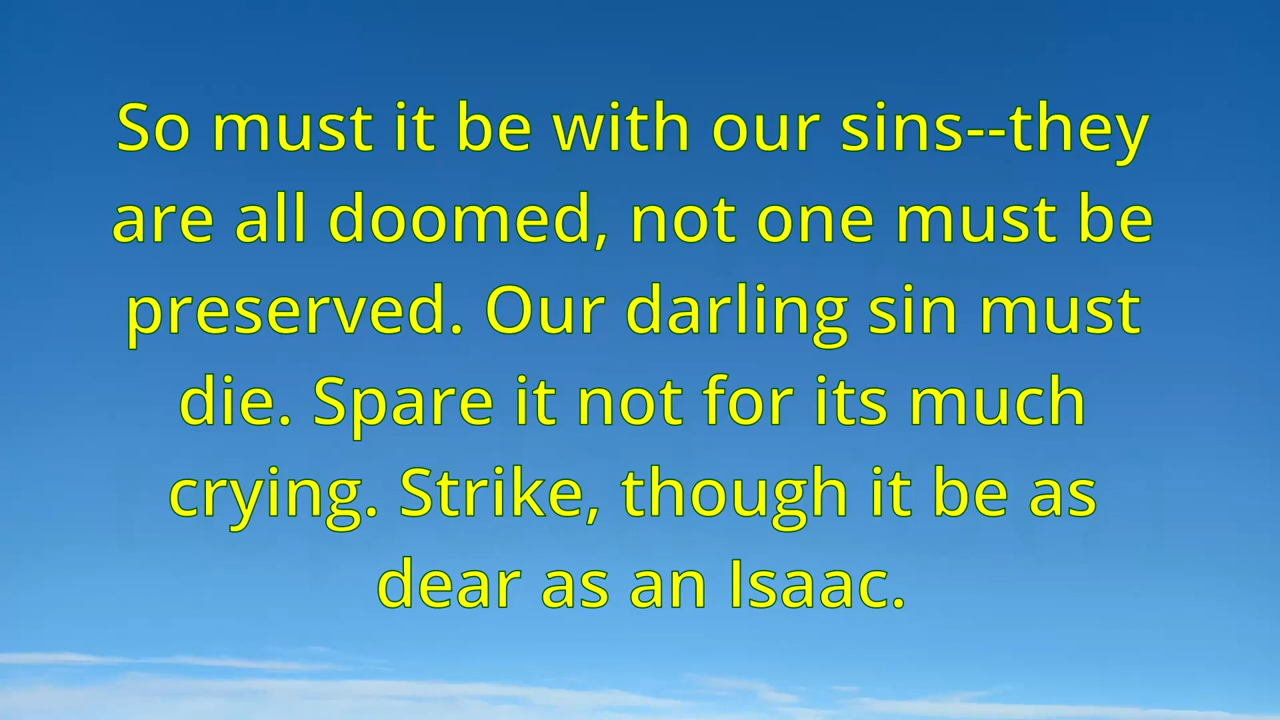 So must it be with our sins--they
are all doomed, not one must be
preserved. Our darling sin must
die. Spare it not for its much
crying. Strike, though it be as
dear as an Isaac.